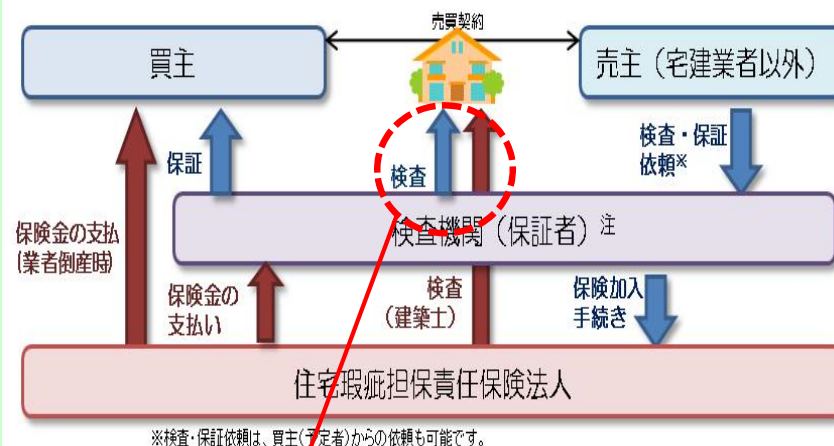 売買契約
買主
売主（宅建業者以外）
保証
検査
検査・保証
依頼※
検査機関（保証者）注
保険金の支払
(業者倒産時)
保険金の
支払い
検査
(建築士)
保険加入
手続き
住宅瑕疵担保責任保険法人
※検査・保証依頼は、買主(予定者)からの依頼も可能です。